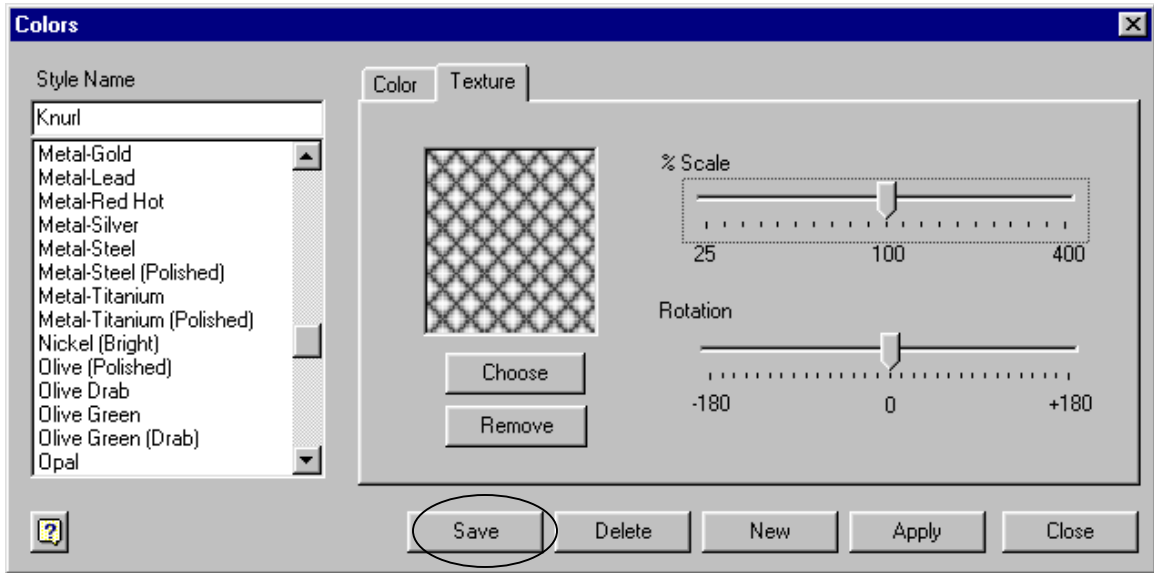 Colors
Style Name
Knurl
Metal-Gold
Metal-Lead
Metal-Red Hot
Metal-Silver
Metal-Steel
Metal-Steel (Polished)
Metal-Titanium
Metal-Titanium (Polished)
Nickel (Bright)
Olive (Polished)
Olive Drab
Olive Green
Olive Green (Drab)
Opal
Color Texture
% Scale
25 100 400
Rotation
-180 0 +180
Choose
Remove
? Save Delete New Apply Close